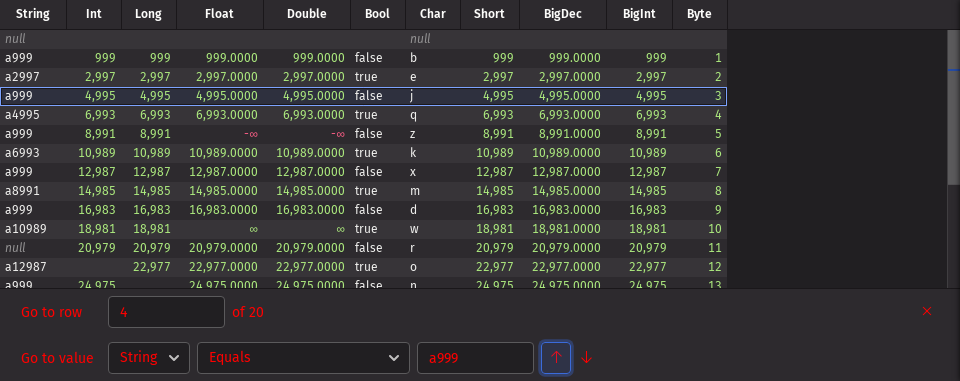 String Int Long Float Double Bool Char Short BigDec BigInt Byte
null null
a999 999 999 999.0000 999.0000 false b 999 999.0000 999 1
a2997 2,997 2,997 2,997.0000 2,997.0000 true e 2,997 2,997.0000 2,997 2
a999 4,995 4,995 4,995.0000 4,995.0000 false j 4,995 4,995.0000 4,995 3
a4995 6,993 6,993 6,993.0000 6,993.0000 true q 6,993 6,993.0000 6,993 4
a999 8,991 8,991 -∞ -∞ false z 8,991 8,991.0000 8,991 5
a6993 10,989 10,989 10,989.0000 10,989.0000 true k 10,989 10,989.0000 10,989 6
a999 12,987 12,987 12,987.0000 12,987.0000 false x 12,987 12,987.0000 12,987 7
a8991 14,985 14,985 14,985.0000 14,985.0000 true m 14,985 14,985.0000 14,985 8
a999 16,983 16,983 16,983.0000 16,983.0000 false d 16,983 16,983.0000 16,983 9
a10989 18,981 18,981 ∞ ∞ true w 18,981 18,981.0000 18,981 10
null 20,979 20,979 20,979.0000 20,979.0000 false r 20,979 20,979.0000 20,979 11
a12987 22,977 22,977.0000 22,977.0000 true o 22,977 22,977.0000 22,977 12
a999 24,975 24,975.0000 24,975.0000 false n 24,975 24,975.0000 24,975 13
Go to row 4 of 20 ×
Go to value String Equals a999 ↑ ↓